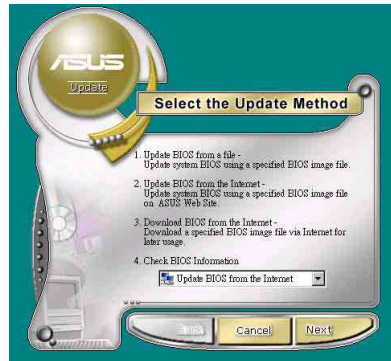 ASUS
Update
Select the Update Method
1. Update BIOS from a file -
Update system BIOS using a specified BIOS image file.
2. Update BIOS from the Internet -
Update system BIOS using a specified BIOS image file
on ASUS Web Site.
3. Download BIOS from the Internet -
Download a specified BIOS image file via Internet for
later usage.
4. Check BIOS Information
Update BIOS from the Internet
Back Cancel Next